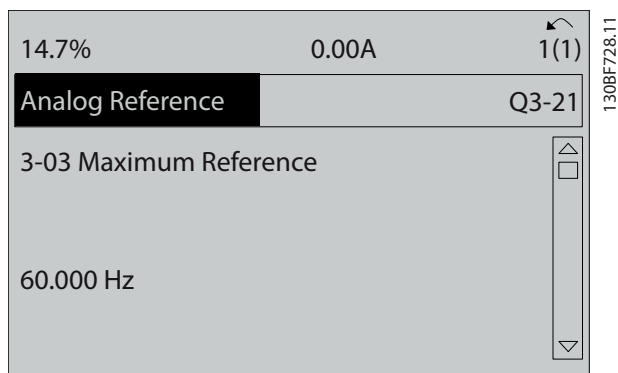 14.7% 0.00A 1(1)
Analog Reference Q3-21
3-03 Maximum Reference
60.000 Hz
130BF728.11